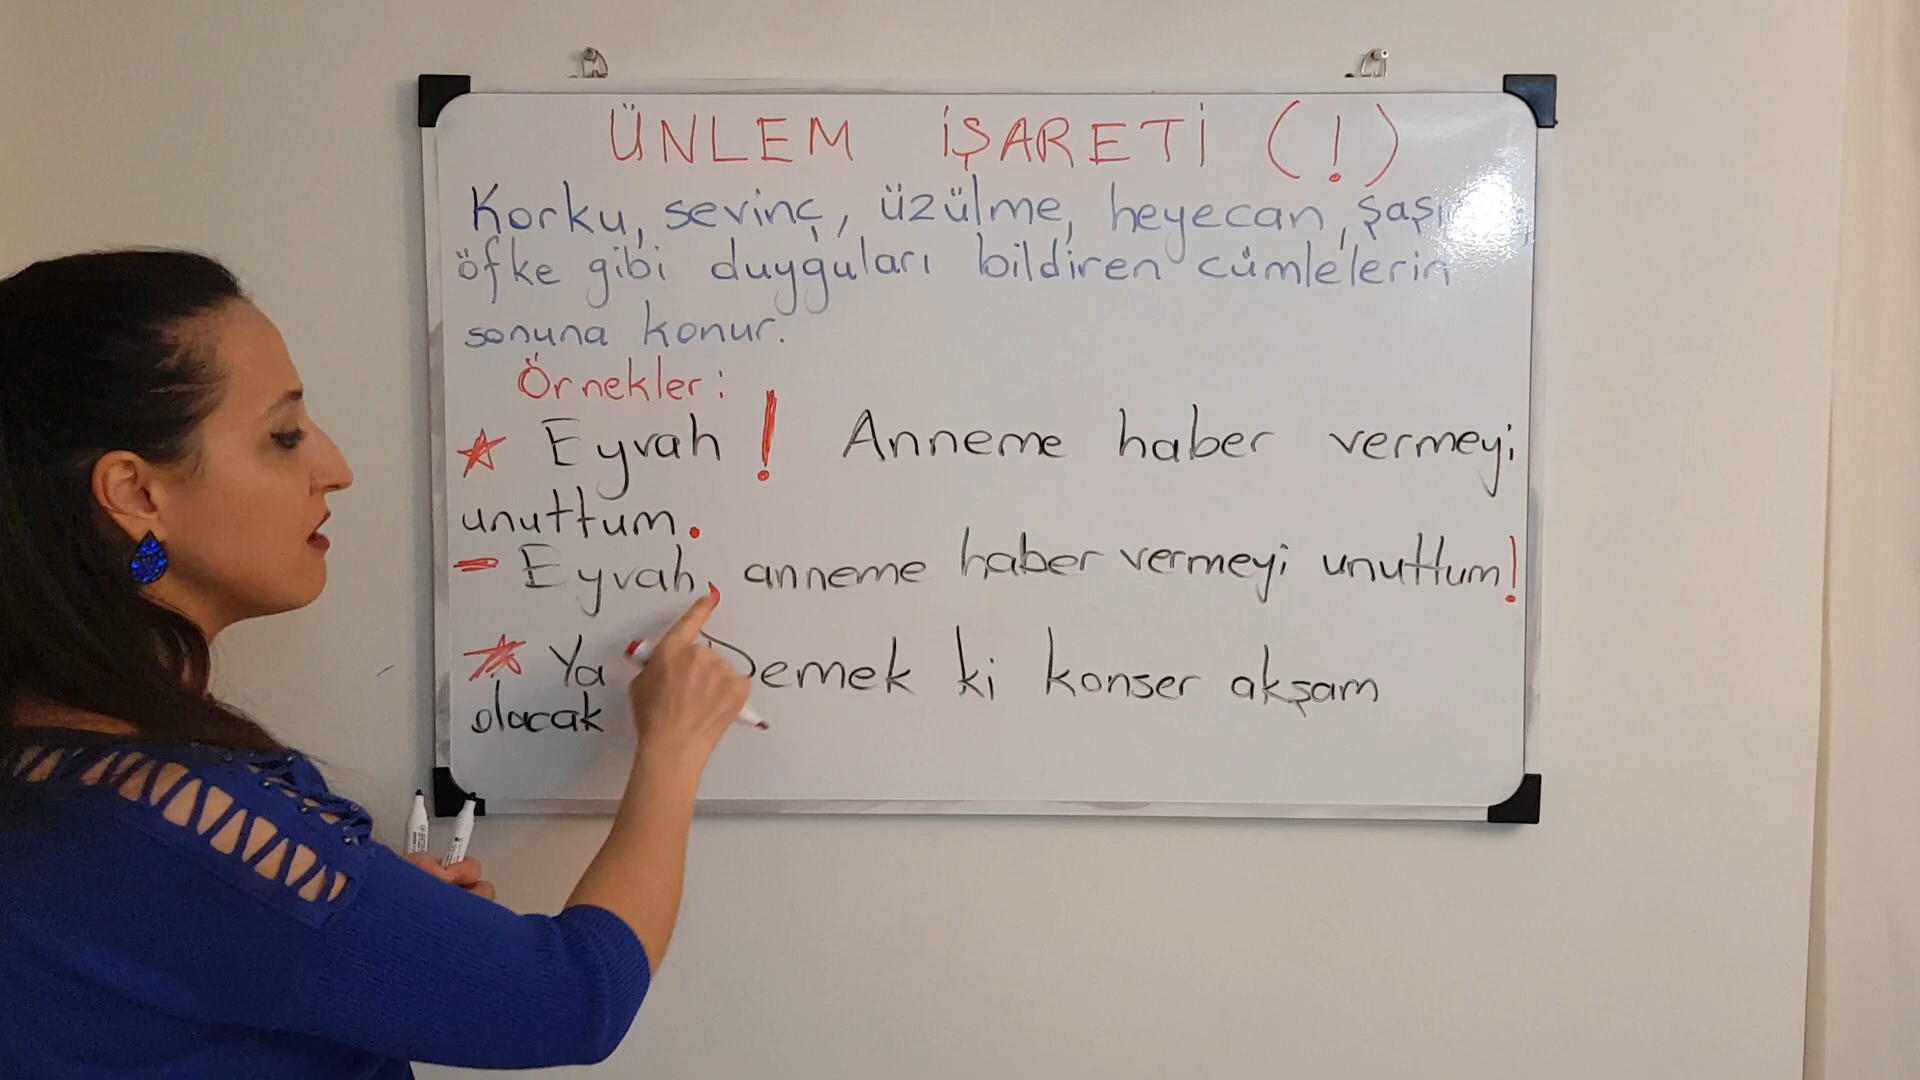 ÜNLEM İŞARETİ (!)
Korku, sevinç, üzülme, heyecan,
öfke gibi duyguları bildiren cümlelerin
sonuna konur.
Örnekler:
Eyvah! Anneme haber vermeyi
unuttum.
- Eyvah, anneme haber vermeyi unuttum!
Ya Demek ki konser akşam
olacak